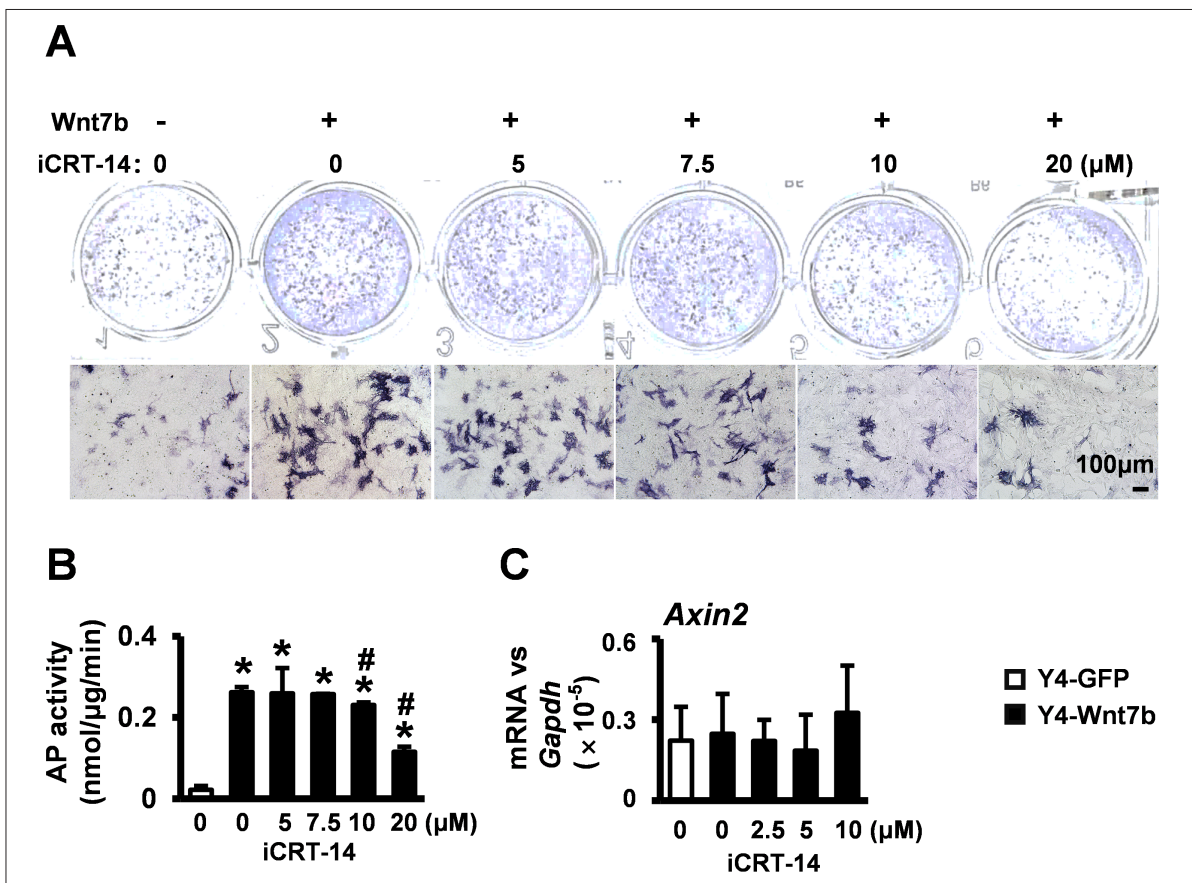 A
Wnt7b - + + + + +
iCRT-14: 0 0 5 7.5 10 20 (μM)
100μm
B
AP activity
(nmol/μg/min)
0.4
0.2
0
* * * # * # *
0 0 5 7.5 10 20 (μM)
iCRT-14
C
Axin2
mRNA vs
Gapdh
(×10-5)
0.6
0.3
0
0 0 2.5 5 10 (μM)
iCRT-14
Y4-GFP
Y4-Wnt7b